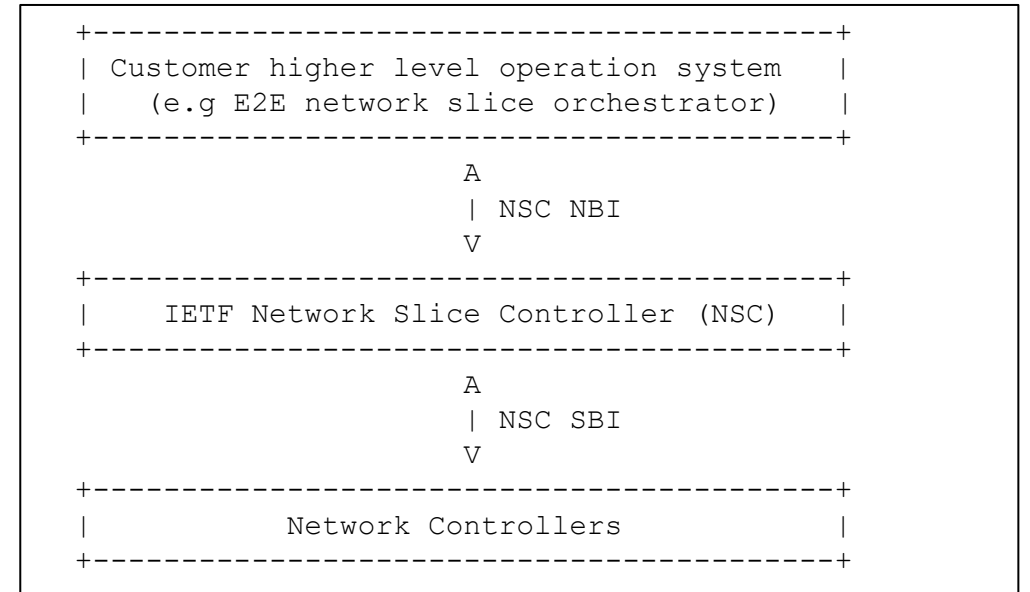 +------------------------------------------+
| Customer higher level operation system   |
|   (e.g E2E network slice orchestrator)   |
+------------------------------------------+
                     A
                     | NSC NBI
                     V
+------------------------------------------+
|    IETF Network Slice Controller (NSC)   |
+------------------------------------------+
                     A
                     | NSC SBI
                     V
+------------------------------------------+
|           Network Controllers            |
+------------------------------------------+